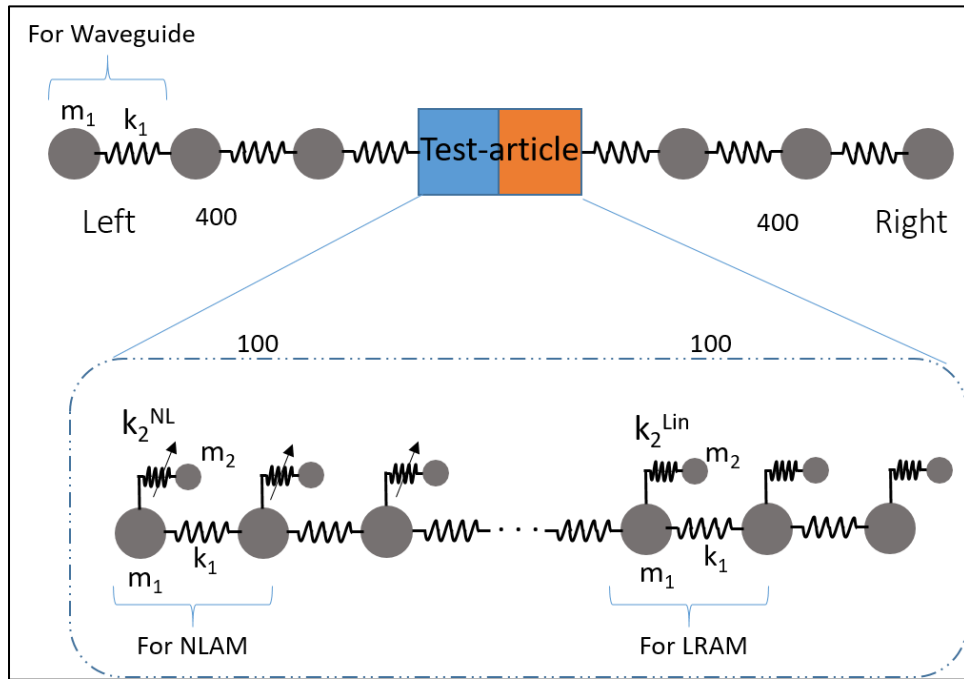 For Waveguide
m₁
k₁
Test-article
Left
400
400
Right
100
100
k₂ᴺᴸ
m₂
k₂ᴸⁱⁿ
m₂
k₁
m₁
m₁
k₁
For NLAM
For LRAM